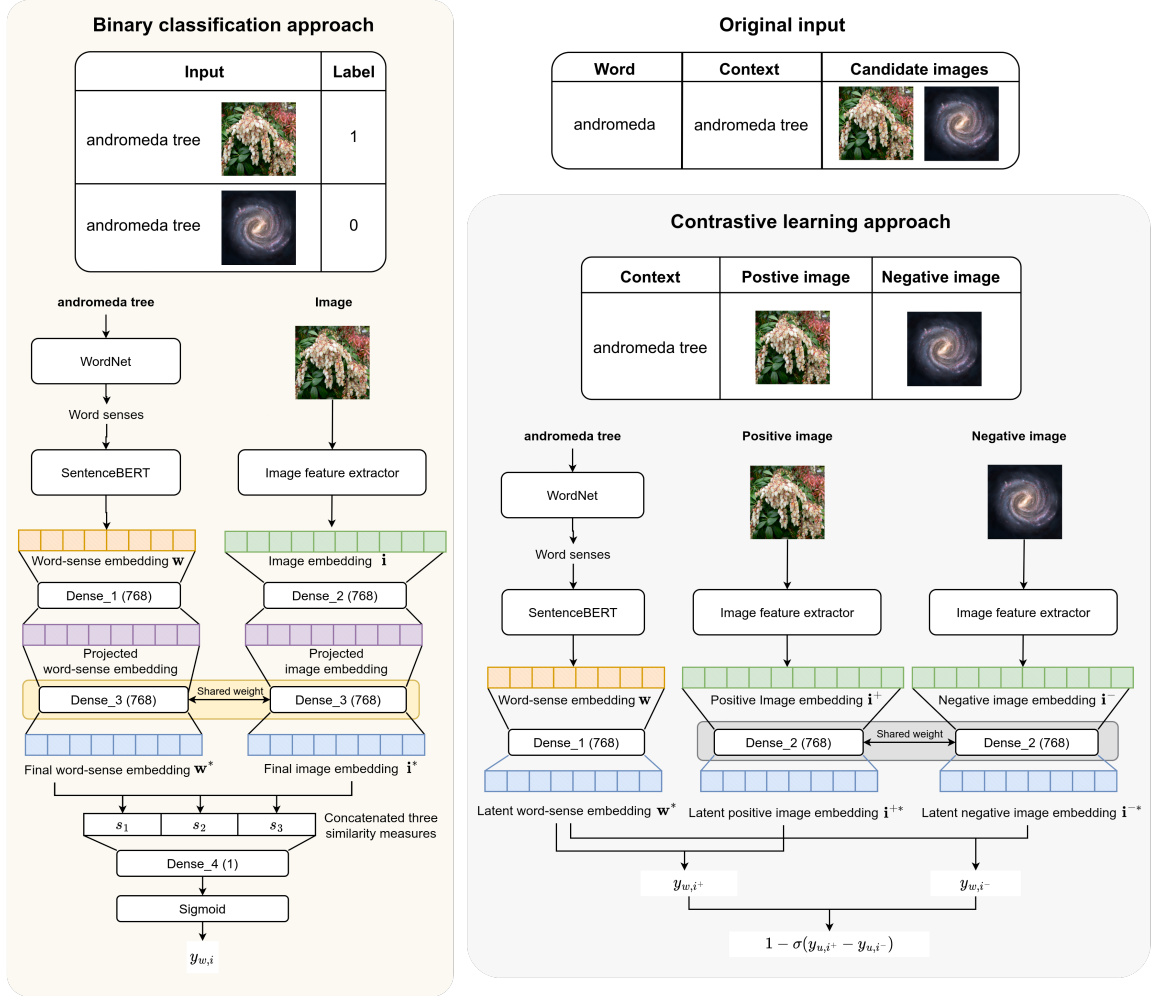 Binary classification approach
Input Label
andromeda tree 1
andromeda tree 0
andromeda tree Image
WordNet
Word senses
SentenceBERT Image feature extractor
Word-sense embedding w Image embedding i
Dense_1 (768) Dense_2 (768)
Projected word-sense embedding Projected image embedding
Dense_3 (768) Shared weight Dense_3 (768)
Final word-sense embedding w* Final image embedding i*
s₁ s₂ s₃ Concatenated three similarity measures
Dense_4 (1)
Sigmoid
y_{w,i}
Original input
Word Context Candidate images
andromeda andromeda tree
Contrastive learning approach
Context Postive image Negative image
andromeda tree
andromeda tree Positive image Negative image
WordNet
Word senses
SentenceBERT Image feature extractor Image feature extractor
Word-sense embedding w Positive Image embedding i⁺ Negative image embedding i⁻
Dense_1 (768) Dense_2 (768) Shared weight Dense_2 (768)
Latent word-sense embedding w* Latent positive image embedding i⁺* Latent negative image embedding i⁻*
y_{w,i⁺} y_{w,i⁻}
1 − σ(y_{u,i⁺} − y_{u,i⁻})